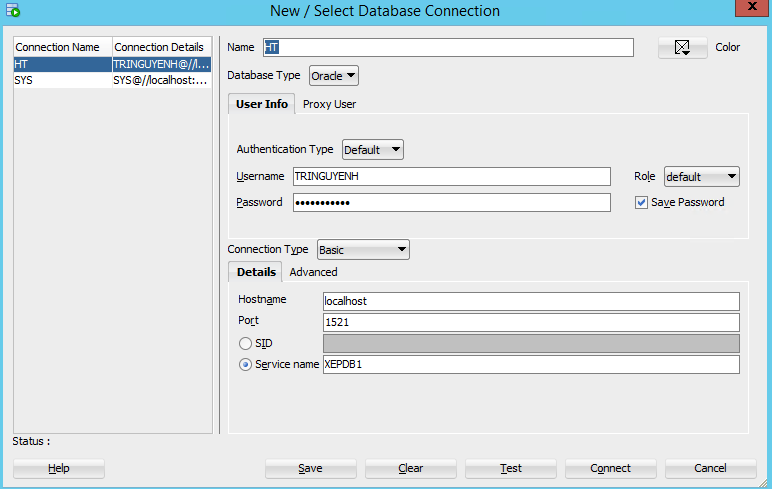 New / Select Database Connection
Connection Name Connection Details
HT TRINGUYENH@//l...
SYS SYS@//localhost:...
Name HT Color
Database Type Oracle
User Info Proxy User
Authentication Type Default
Username TRINGUYENH Role default
Password ••••••••••• Save Password
Connection Type Basic
Details Advanced
Hostname localhost
Port 1521
SID
Service name XEPDB1
Status :
Help Save Clear Test Connect Cancel